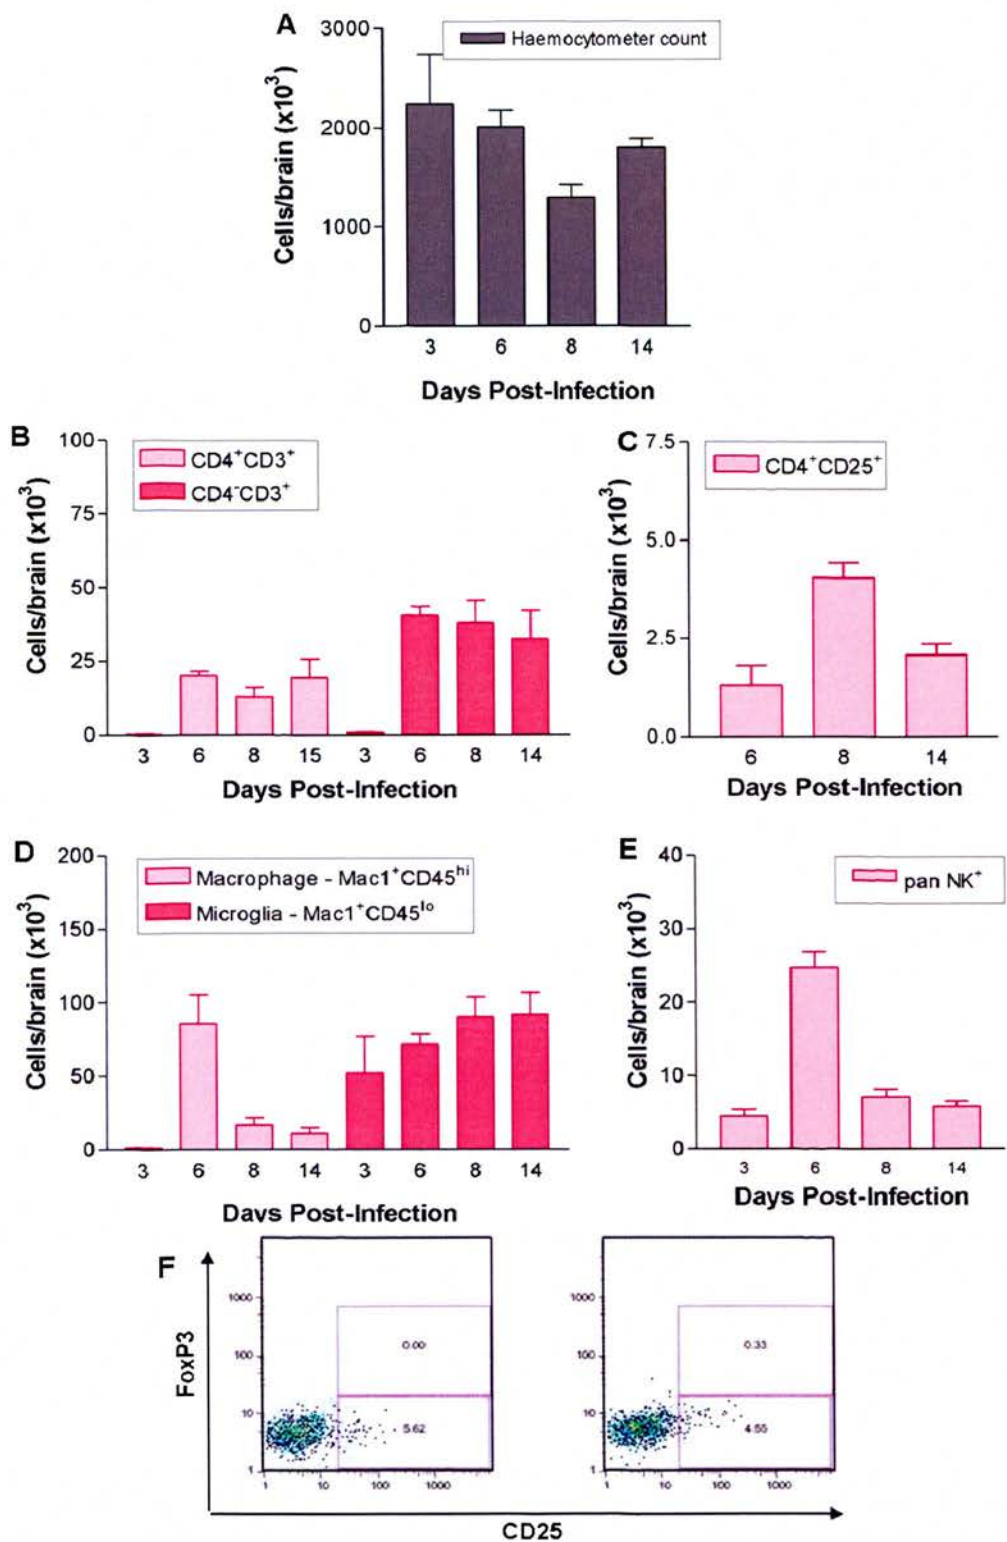 A
3000
2000
1000
0
Cells/brain (x10³)
Haemocytometer count
3 6 8 14
Days Post-Infection
B
100
75
50
25
0
Cells/brain (x10³)
CD4⁺CD3⁺
CD4⁻CD3⁺
3 6 8 15 3 6 8 14
Days Post-Infection
C
7.5
5.0
2.5
0.0
Cells/brain (x10³)
CD4⁺CD25⁺
6 8 14
Days Post-Infection
D
200
150
100
50
0
Cells/brain (x10³)
Macrophage - Mac1⁺CD45ʰⁱ
Microglia - Mac1⁺CD45ˡᵒ
3 6 8 14 3 6 8 14
Days Post-Infection
E
40
30
20
10
0
Cells/brain (x10³)
pan NK⁺
3 6 8 14
Days Post-Infection
F
FoxP3
1000
100
10
1
0.00
5.62
1 10 100 1000
1000
100
10
1
0.33
4.55
1 10 100 1000
CD25